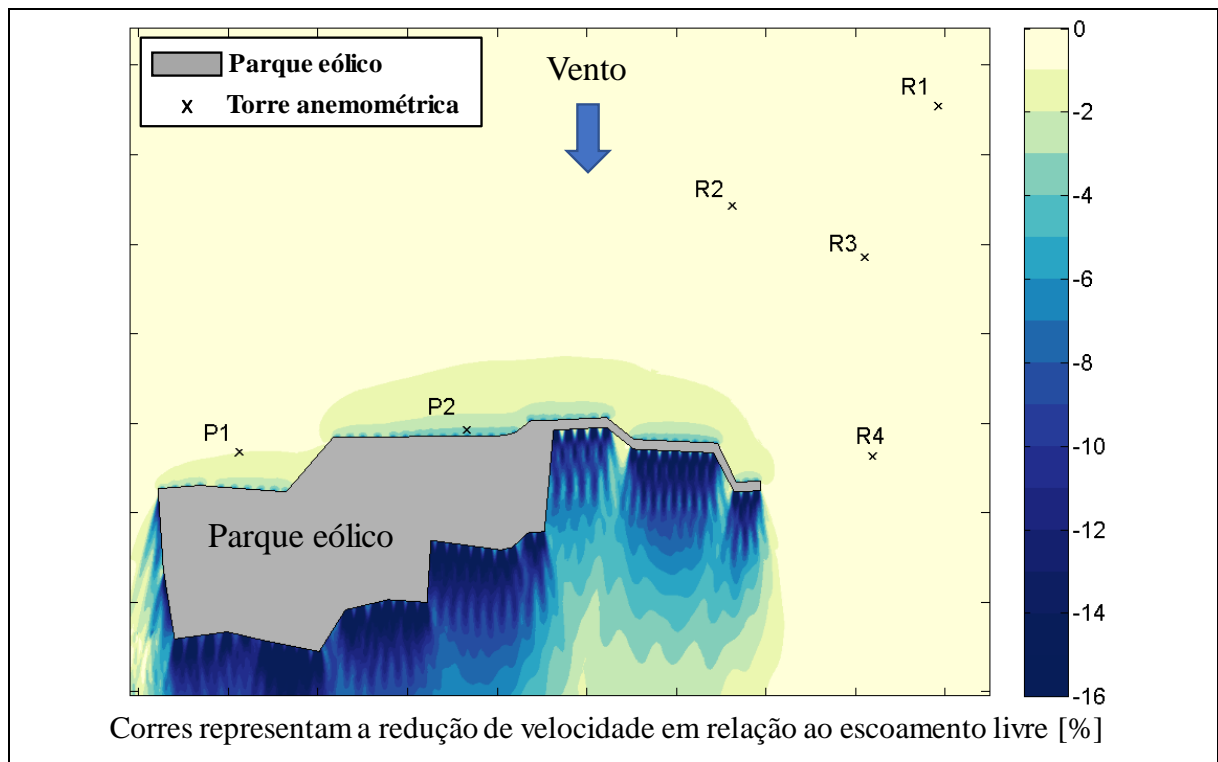 Parque eólico
Torre anemométrica
Vento
R1
R2
R3
P2
P1
R4
Parque eólico
0
-2
-4
-6
-8
-10
-12
-14
-16
Corres representam a redução de velocidade em relação ao escoamento livre [%]